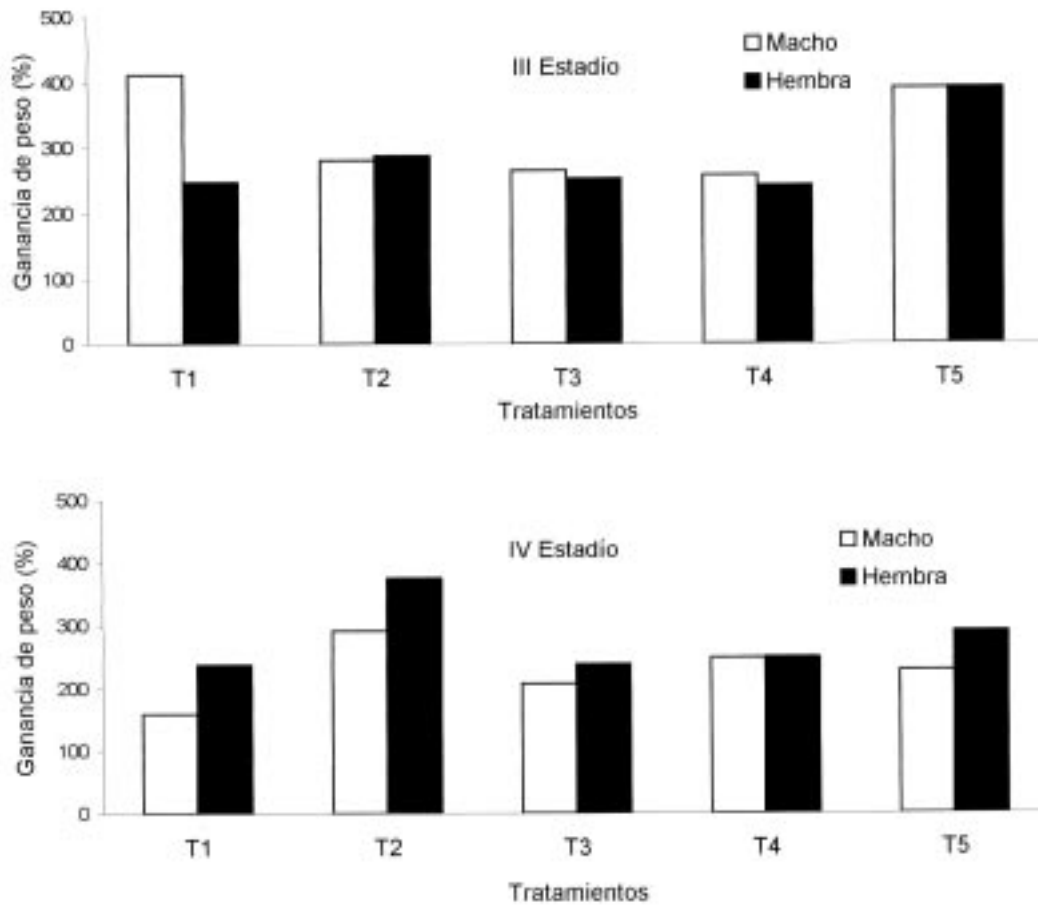 500
400
300
200
100
0
Ganancia de peso (%)
III Estadío
Macho
Hembra
T1 T2 T3 T4 T5
Tratamientos
500
400
300
200
100
0
Ganancia de peso (%)
IV Estadío
Macho
Hembra
T1 T2 T3 T4 T5
Tratamientos